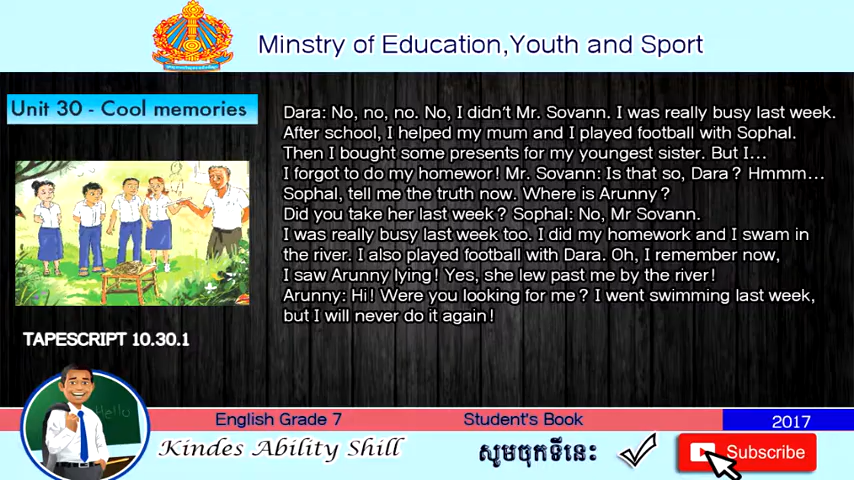 Minstry of Education,Youth and Sport
Unit 30 - Cool memories
Dara: No, no, no. No, I didn't Mr. Sovann. I was really busy last week.
After school, I helped my mum and I played football with Sophal.
Then I bought some presents for my youngest sister. But I...
I forgot to do my homewor! Mr. Sovann: Is that so, Dara? Hmmm...
Sophal, tell me the truth now. Where is Arunny?
Did you take her last week? Sophal: No, Mr Sovann.
I was really busy last week too. I did my homework and I swam in
the river. I also played football with Dara. Oh, I remember now,
I saw Arunny lying! Yes, she lew past me by the river!
Arunny: Hi! Were you looking for me? I went swimming last week,
but I will never do it again!
TAPESCRIPT 10.30.1
Hello
English Grade 7
Student's Book
2017
Kindes Ability Shill
សូមចុកទីនេះ
Subscribe